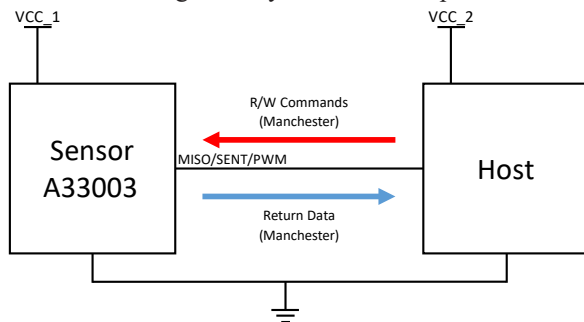 VCC_1
VCC_2
R/W Commands
(Manchester)
Sensor
A33003
MISO/SENT/PWM
Host
Return Data
(Manchester)